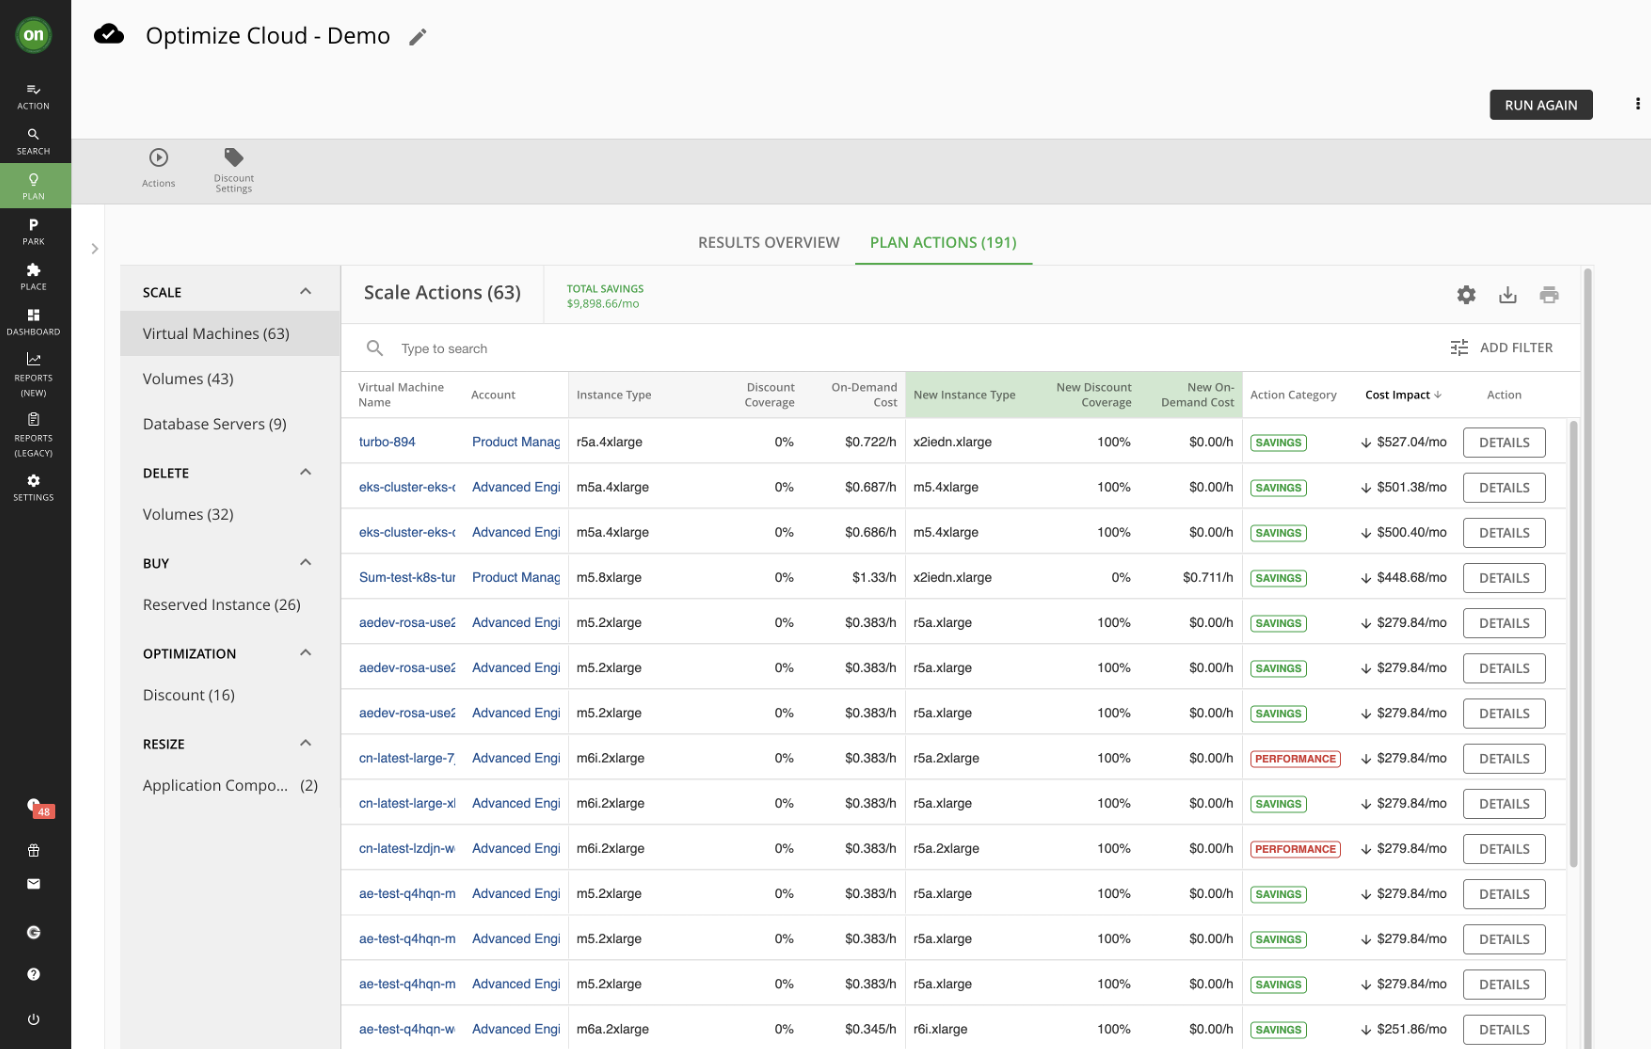 on
Optimize Cloud - Demo
RUN AGAIN
ACTION
SEARCH
PLAN
PARK
PLACE
DASHBOARD
REPORTS
(NEW)
REPORTS
(LEGACY)
SETTINGS
48
Actions
Discount
Settings
RESULTS OVERVIEW
PLAN ACTIONS (191)
SCALE
Virtual Machines (63)
Volumes (43)
Database Servers (9)
DELETE
Volumes (32)
BUY
Reserved Instance (26)
OPTIMIZATION
Discount (16)
RESIZE
Application Compo... (2)
Scale Actions (63)
TOTAL SAVINGS
$9,898.66/mo
Type to search
ADD FILTER
Virtual Machine Name Account Instance Type Discount Coverage On-Demand Cost New Instance Type New Discount Coverage New On-Demand Cost Action Category Cost Impact Action
turbo-894 Product Manag r5a.4xlarge 0% $0.722/h x2iedn.xlarge 100% $0.00/h SAVINGS $527.04/mo DETAILS
eks-cluster-eks- Advanced Engi m5a.4xlarge 0% $0.687/h m5.4xlarge 100% $0.00/h SAVINGS $501.38/mo DETAILS
eks-cluster-eks- Advanced Engi m5a.4xlarge 0% $0.686/h m5.4xlarge 100% $0.00/h SAVINGS $500.40/mo DETAILS
Sum-test-k8s-tur Product Manag m5.8xlarge 0% $1.33/h x2iedn.xlarge 0% $0.711/h SAVINGS $448.68/mo DETAILS
aedev-rosa-use2 Advanced Engi m5.2xlarge 0% $0.383/h r5a.xlarge 100% $0.00/h SAVINGS $279.84/mo DETAILS
aedev-rosa-use2 Advanced Engi m5.2xlarge 0% $0.383/h r5a.xlarge 100% $0.00/h SAVINGS $279.84/mo DETAILS
aedev-rosa-use2 Advanced Engi m5.2xlarge 0% $0.383/h r5a.xlarge 100% $0.00/h SAVINGS $279.84/mo DETAILS
cn-latest-large-7 Advanced Engi m6i.2xlarge 0% $0.383/h r5a.2xlarge 100% $0.00/h PERFORMANCE $279.84/mo DETAILS
cn-latest-large-xl Advanced Engi m6i.2xlarge 0% $0.383/h r5a.xlarge 100% $0.00/h SAVINGS $279.84/mo DETAILS
cn-latest-lzdjn-w Advanced Engi m6i.2xlarge 0% $0.383/h r5a.2xlarge 100% $0.00/h PERFORMANCE $279.84/mo DETAILS
ae-test-q4hqn-m Advanced Engi m5.2xlarge 0% $0.383/h r5a.xlarge 100% $0.00/h SAVINGS $279.84/mo DETAILS
ae-test-q4hqn-m Advanced Engi m5.2xlarge 0% $0.383/h r5a.xlarge 100% $0.00/h SAVINGS $279.84/mo DETAILS
ae-test-q4hqn-m Advanced Engi m5.2xlarge 0% $0.383/h r5a.xlarge 100% $0.00/h SAVINGS $279.84/mo DETAILS
ae-test-q4hqn-w Advanced Engi m6a.2xlarge 0% $0.345/h r6i.xlarge 100% $0.00/h SAVINGS $251.86/mo DETAILS